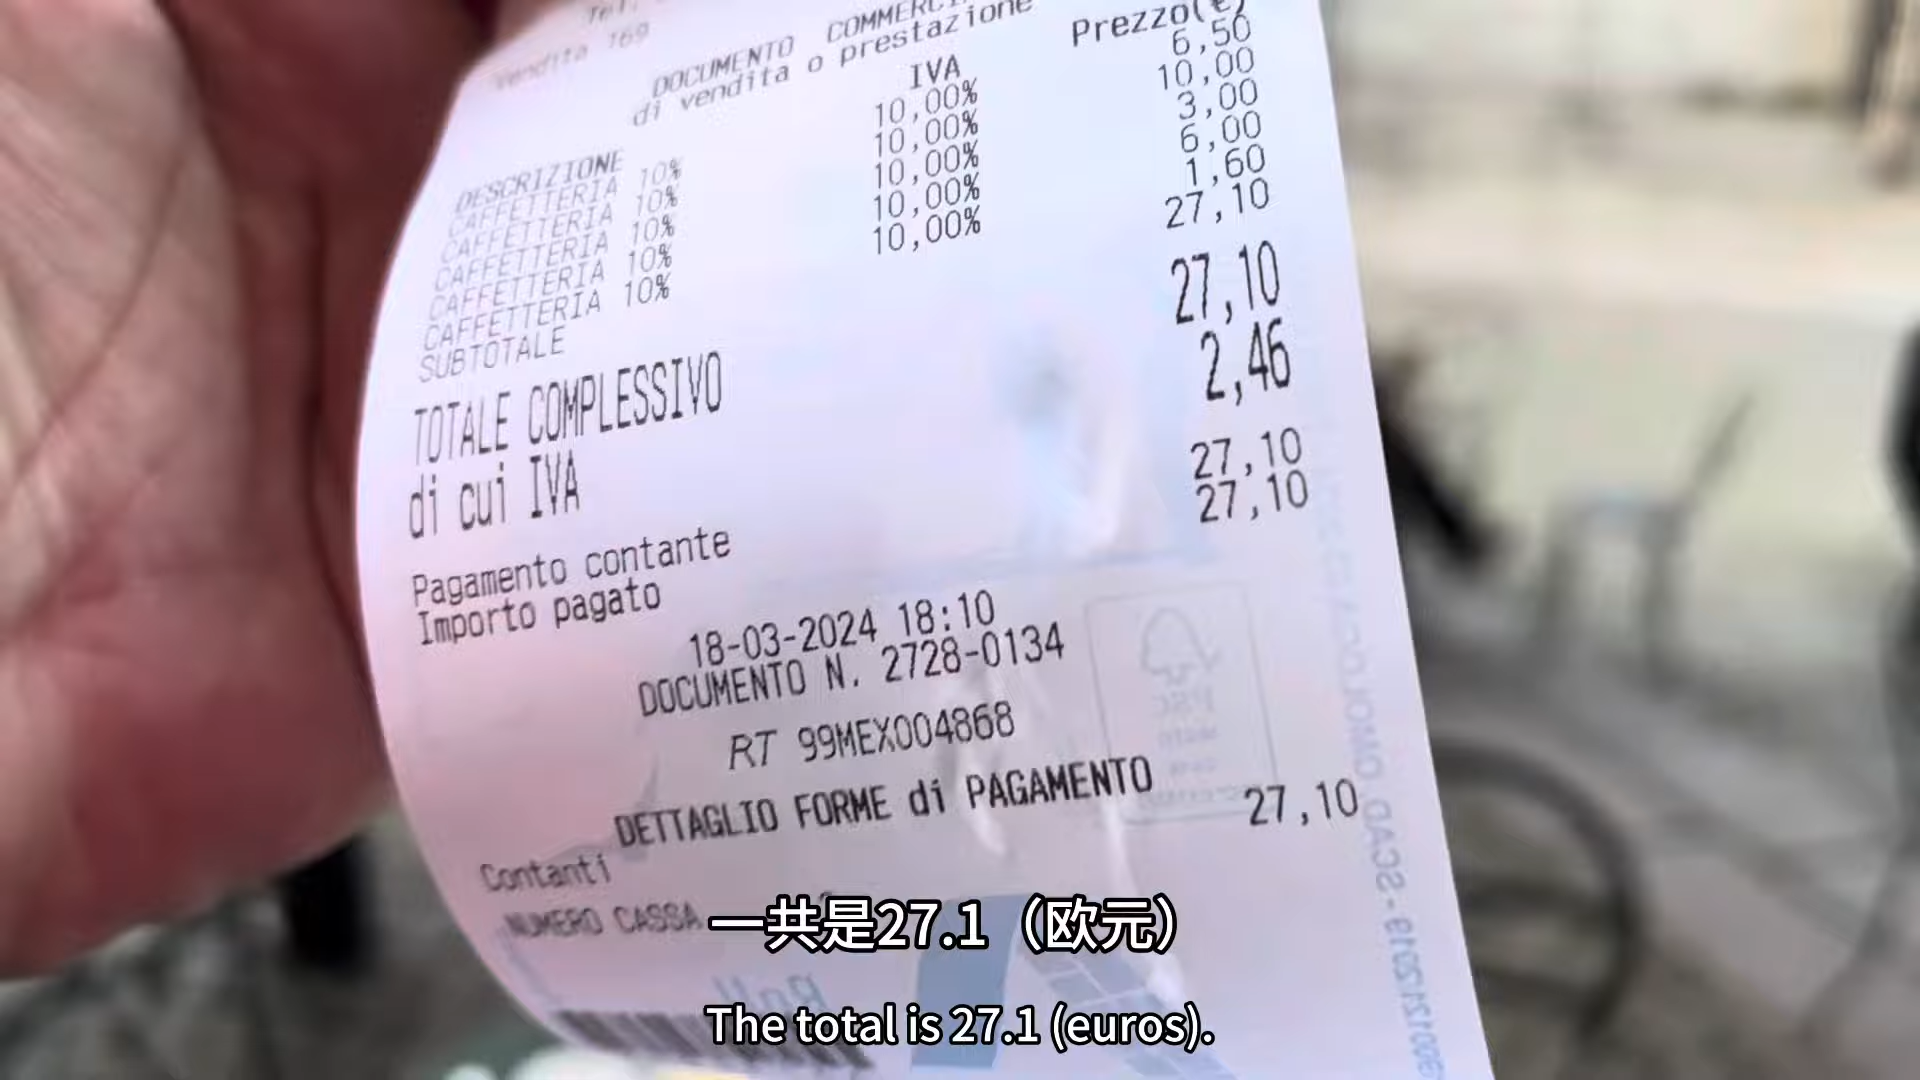 Tel.
Vendita 169
DOCUMENTO COMMERCI
di vendita o prestazione
DESCRIZIONE IVA Prezzo(€)
CAFFETTERIA 10% 10,00% 6,50
CAFFETTERIA 10% 10,00% 10,00
CAFFETTERIA 10% 10,00% 3,00
CAFFETTERIA 10% 10,00% 6,00
CAFFETTERIA 10% 10,00% 1,60
SUBTOTALE 27,10
TOTALE COMPLESSIVO 27,10
di cui IVA 2,46
Pagamento contante 27,10
Importo pagato 27,10
18-03-2024 18:10
DOCUMENTO N. 2728-0134
RT 99MEX004868
DETTAGLIO FORME di PAGAMENTO
Contanti 27,10
NUMERO CASSA
一共是27.1（欧元）
The total is 27.1 (euros).